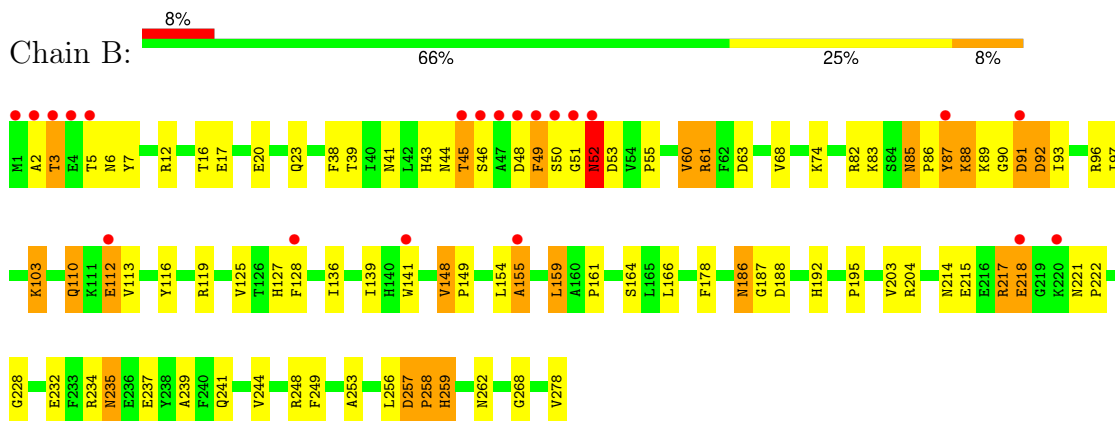 8%
Chain B:
66% 25% 8%
M1 A2 T3 E4 T5 N6 Y7 R12 T16 E17 E20 Q23 F38 T39 I40 N41 L42 H43 N44 T45 S46 A47 D48 F49 S50 G51 N52 D53 V54 P55 V60 R61 F62 D63 V68 K74 R82 K83 S84 N85 P86 Y87 K88 K89 G90 D91 D92 I93 R96
K103 Q110 K111 E112 V113 Y116 R119 V125 T126 H127 F128 I136 I139 H140 W141 V148 P149 L154 A155 L159 A160 P161 S164 L165 L166 F178 N186 G187 D188 H192 P195 V203 R204 N214 E215 E216 R217 E218 G219 K220 N221 P222
G228 E232 F233 R234 N235 E236 E237 Y238 A239 F240 Q241 V244 R248 F249 A253 L256 D257 P258 H259 N262 G268 V278